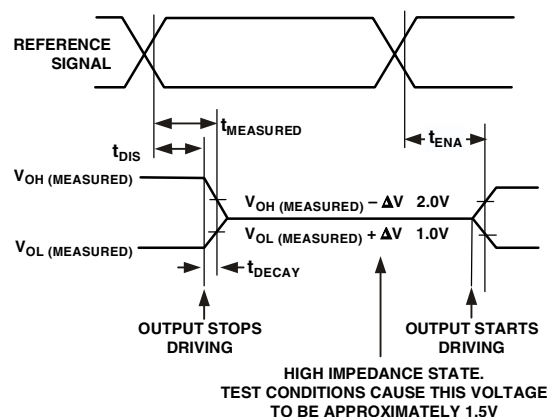 REFERENCE
SIGNAL
tMEASURED
tDIS
tENA
VOH (MEASURED)
VOH (MEASURED) – ΔV 2.0V
VOL (MEASURED) + ΔV 1.0V
VOL (MEASURED)
tDECAY
OUTPUT STOPS
DRIVING
OUTPUT STARTS
DRIVING
HIGH IMPEDANCE STATE.
TEST CONDITIONS CAUSE THIS VOLTAGE
TO BE APPROXIMATELY 1.5V